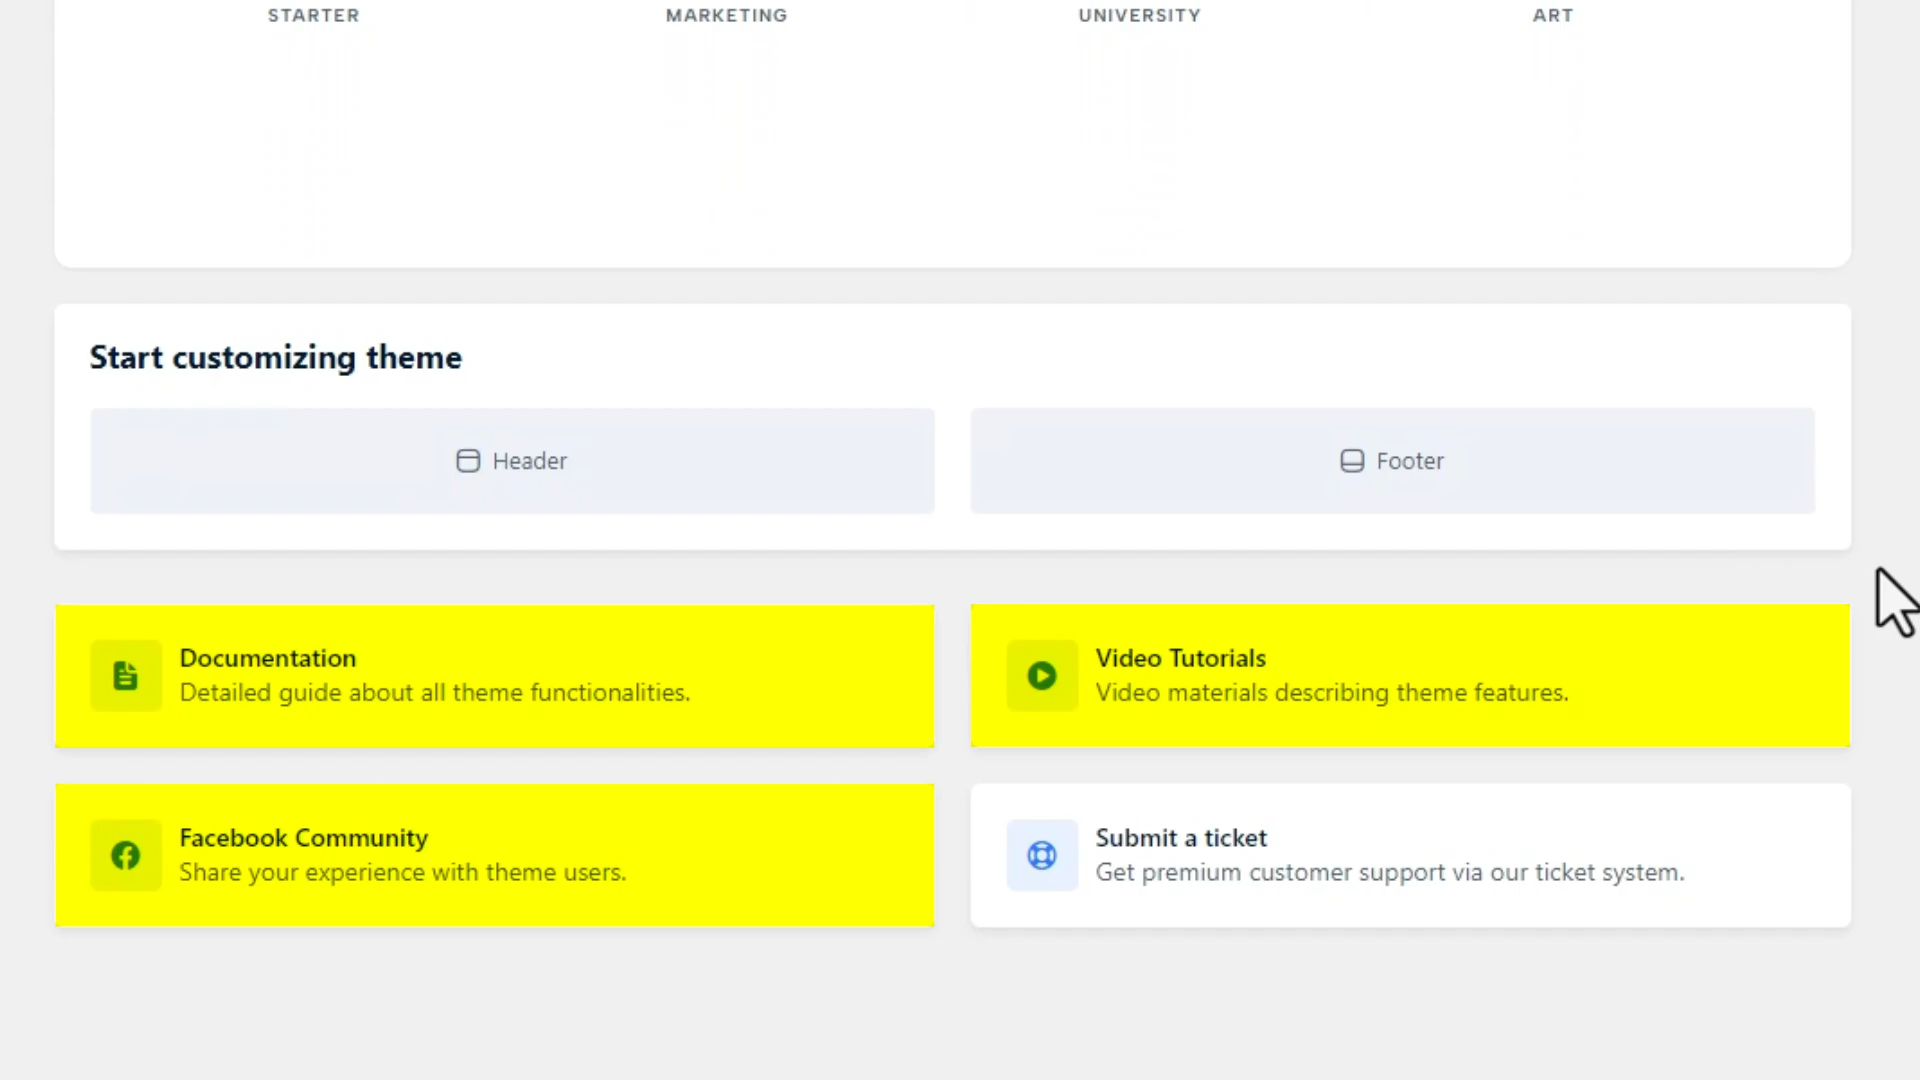 STARTER
MARKETING
UNIVERSITY
ART
Start customizing theme
Header
Footer
Documentation
Detailed guide about all theme functionalities.
Video Tutorials
Video materials describing theme features.
Facebook Community
Share your experience with theme users.
Submit a ticket
Get premium customer support via our ticket system.